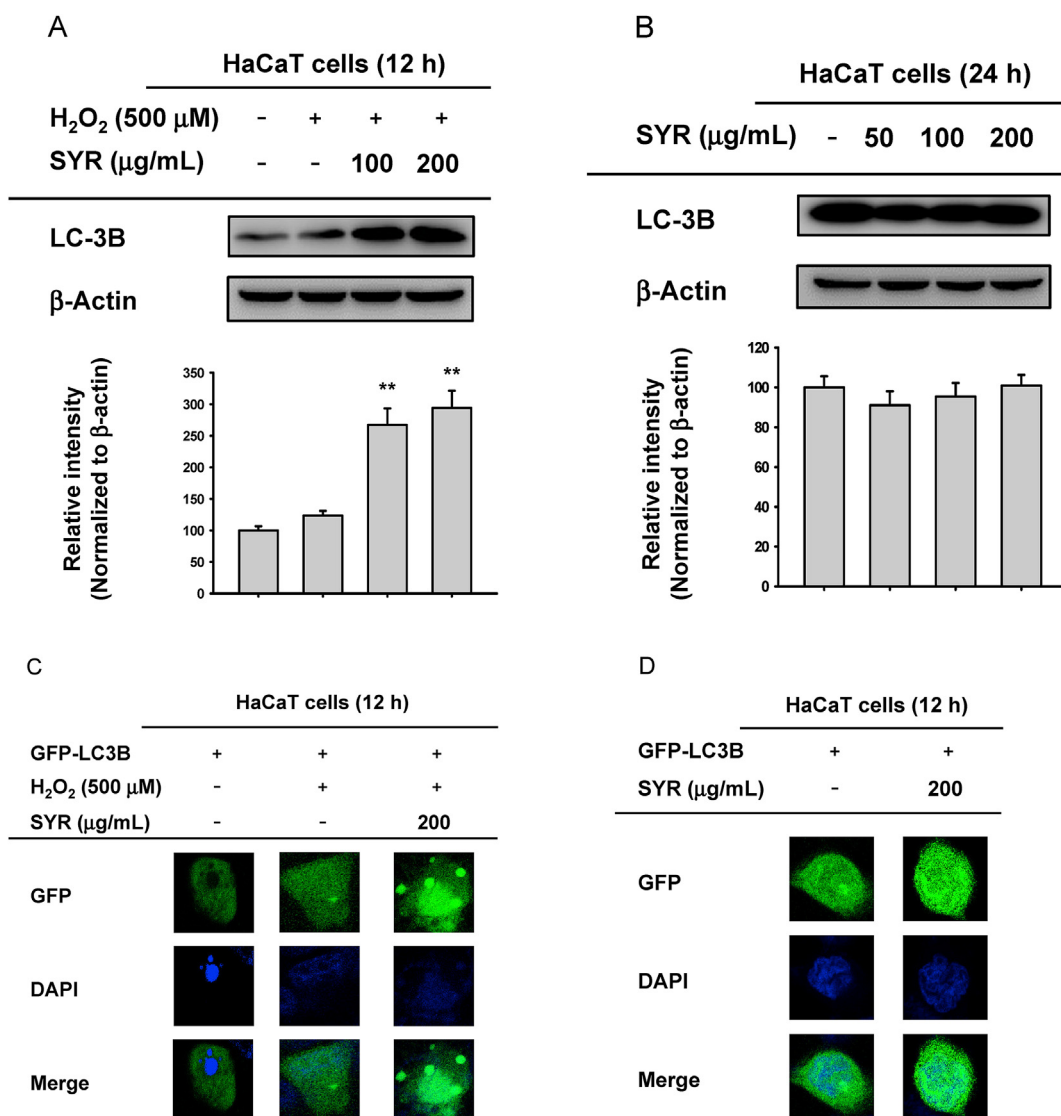 A
HaCaT cells (12 h)
H₂O₂ (500 μM) - + + +
SYR (μg/mL) - - 100 200
LC-3B
β-Actin
Relative intensity
(Normalized to β-actin)
350
300
250
200
150
100
50
0
** **
B
HaCaT cells (24 h)
SYR (μg/mL) - 50 100 200
LC-3B
β-Actin
Relative intensity
(Normalized to β-actin)
120
100
80
60
40
20
0
C
HaCaT cells (12 h)
GFP-LC3B + + +
H₂O₂ (500 μM) - + +
SYR (μg/mL) - - 200
GFP
DAPI
Merge
D
HaCaT cells (12 h)
GFP-LC3B + +
SYR (μg/mL) - 200
GFP
DAPI
Merge